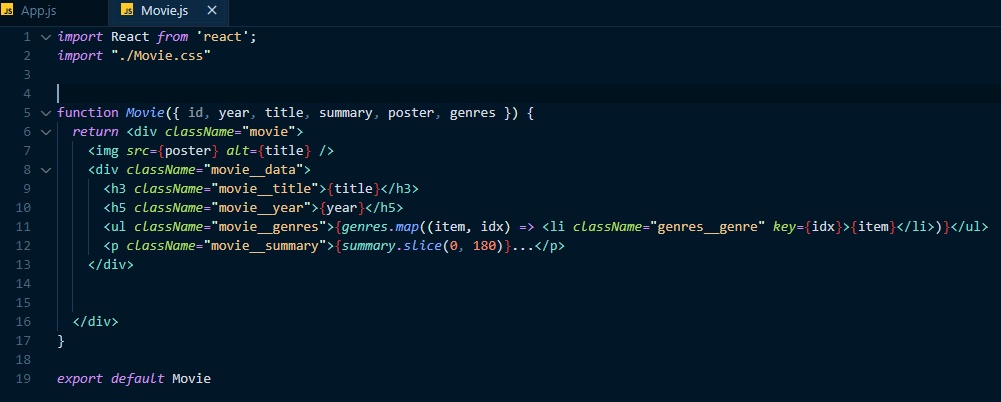 JS App.js JS Movie.js ×
1 import React from 'react';
2 import "./Movie.css"
3
4
5 function Movie({ id, year, title, summary, poster, genres }) {
6 return <div className="movie">
7 <img src={poster} alt={title} />
8 <div className="movie__data">
9 <h3 className="movie__title">{title}</h3>
10 <h5 className="movie__year">{year}</h5>
11 <ul className="movie__genres">{genres.map((item, idx) => <li className="genres__genre" key={idx}>{item}</li>)}</ul>
12 <p className="movie__summary">{summary.slice(0, 180)}...</p>
13 </div>
14
15
16 </div>
17 }
18
19 export default Movie